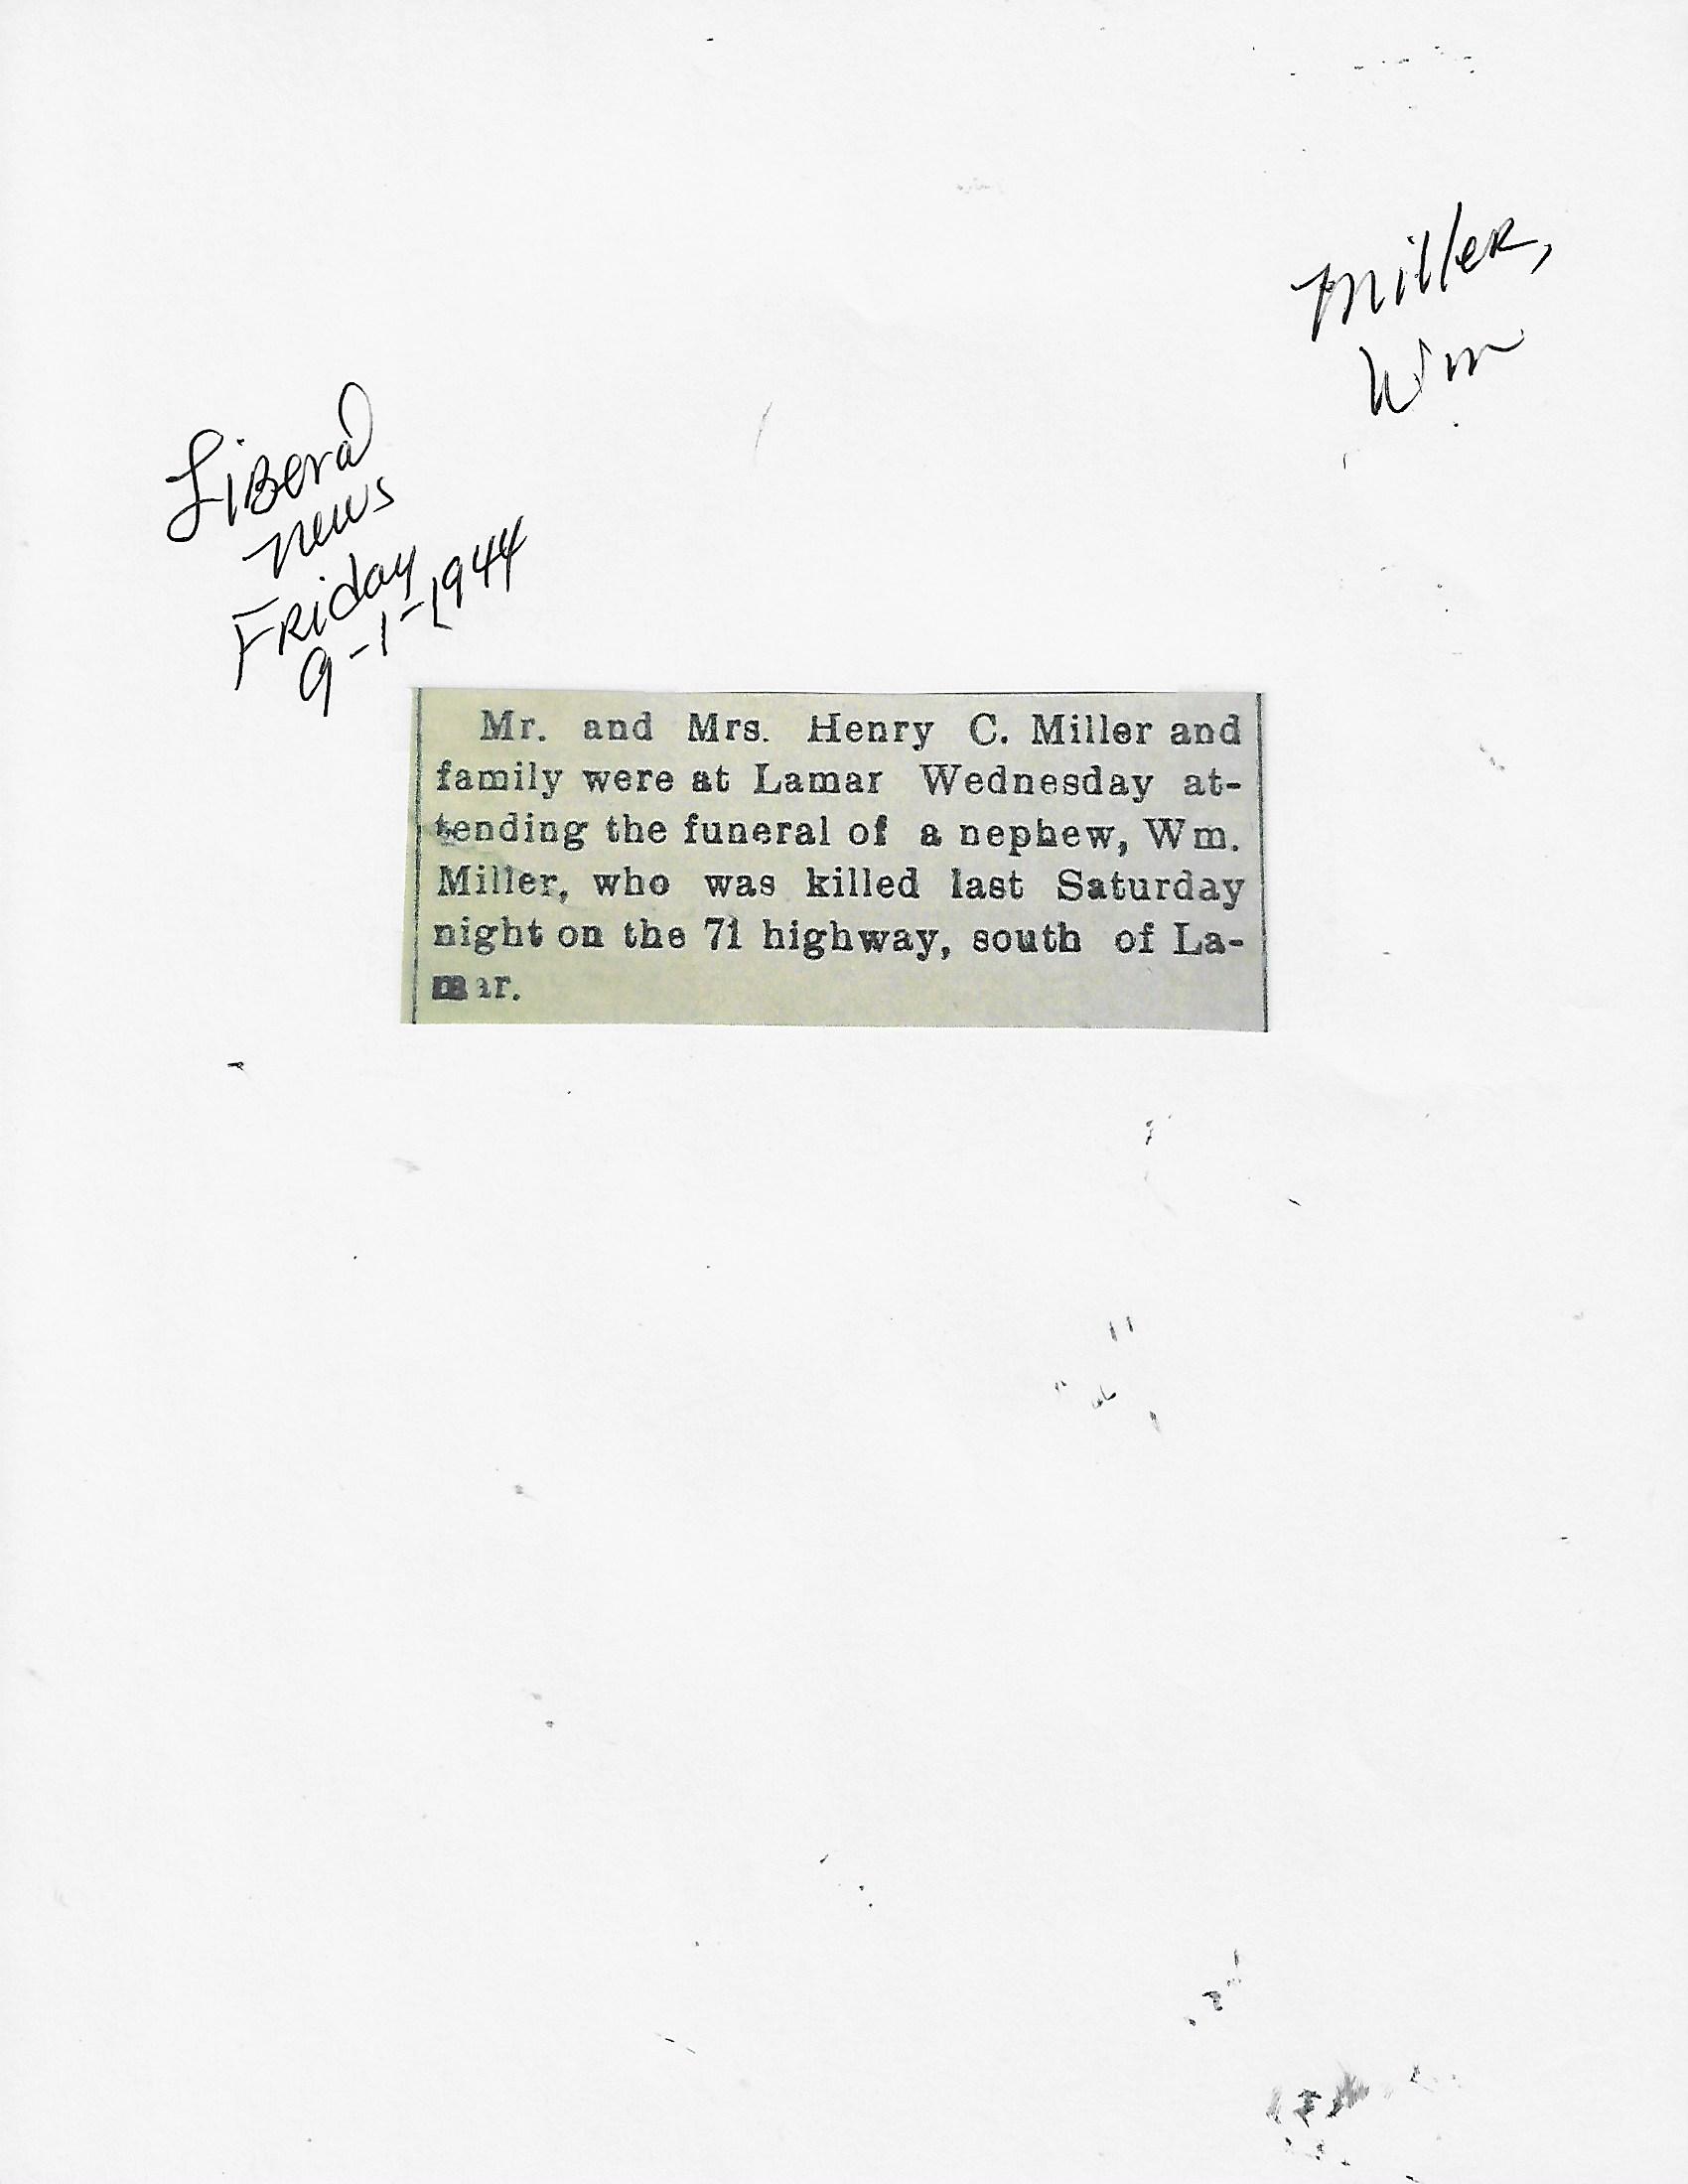 Miller,
Wm
Liberal
News
Friday
9-1-1944
Mr. and Mrs. Henry C. Miller and
family were at Lamar Wednesday at-
tending the funeral of a nephew, Wm.
Miller, who was killed last Saturday
night on the 71 highway, south of La-
mar.